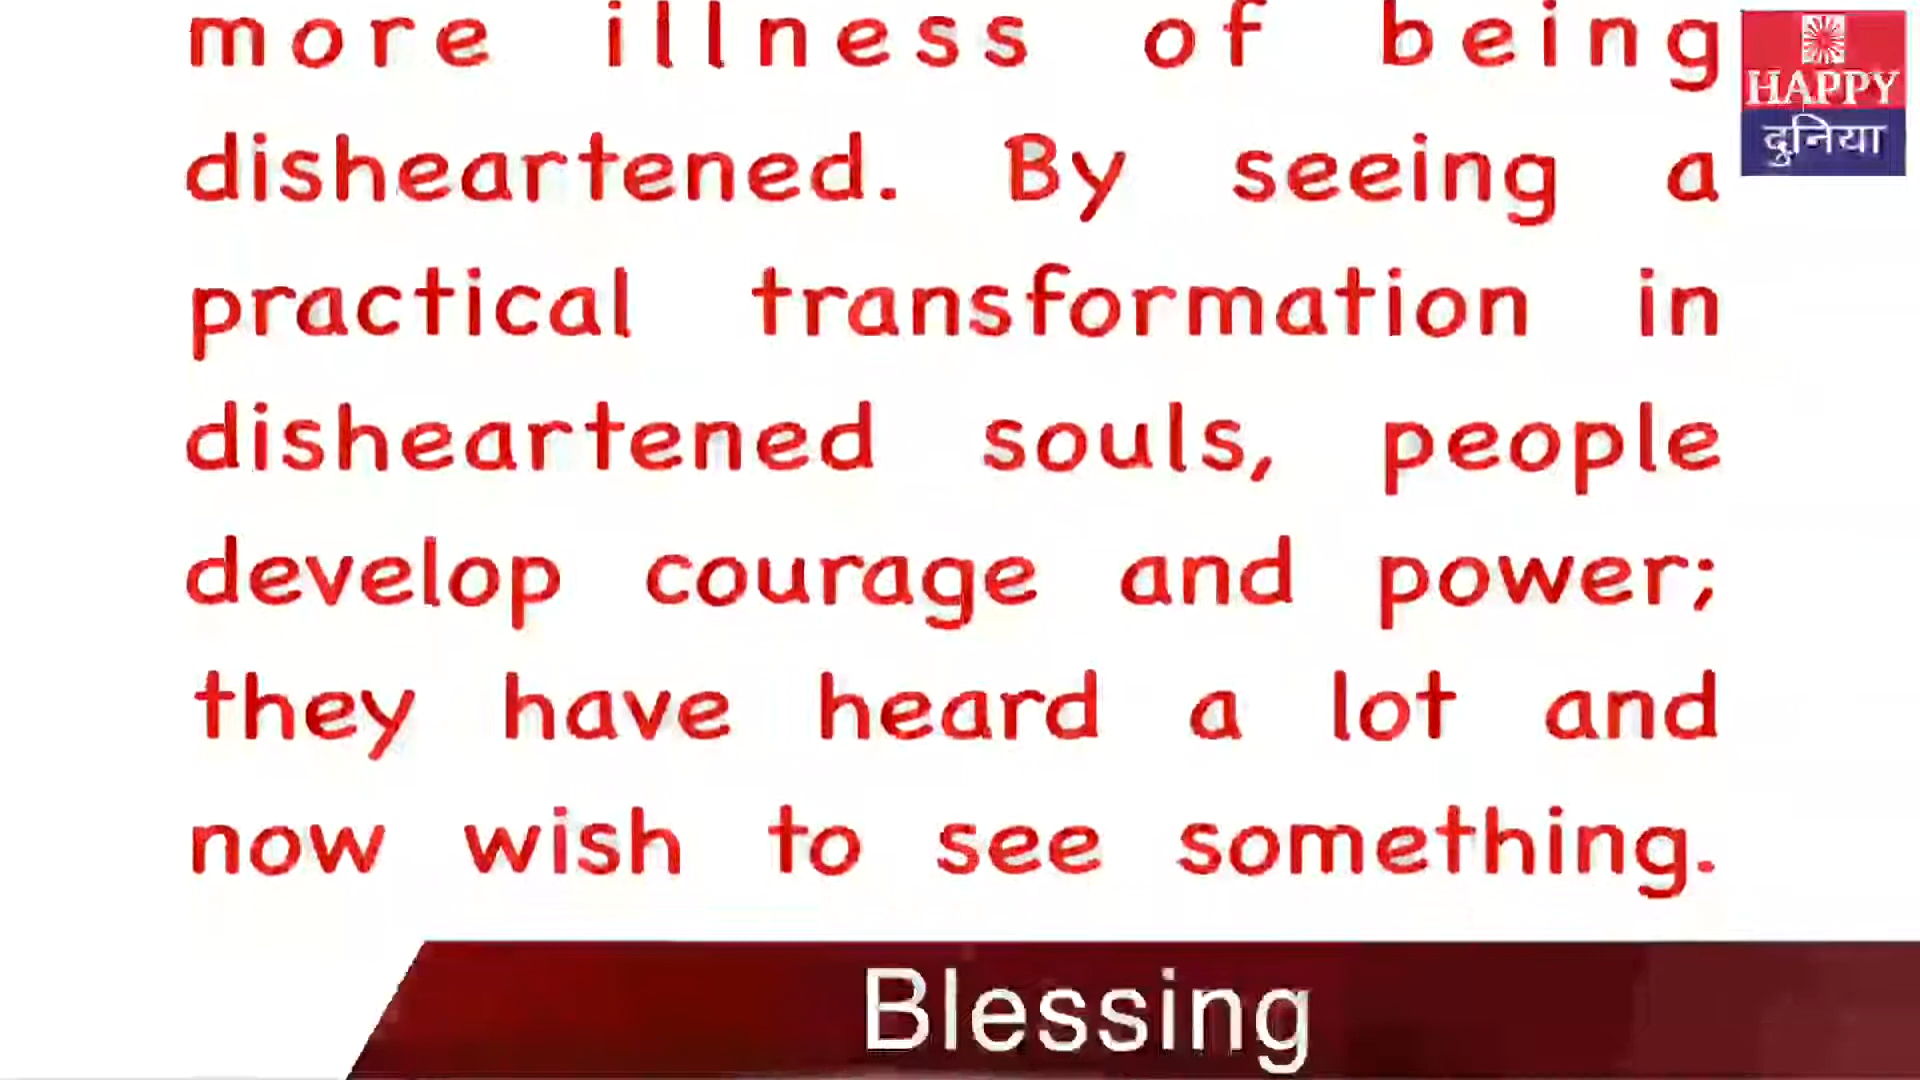 more illness of being
disheartened. By seeing a
practical transformation in
disheartened souls, people
develop courage and power;
they have heard a lot and
now wish to see something.
Blessing
HAPPY
दुनिया